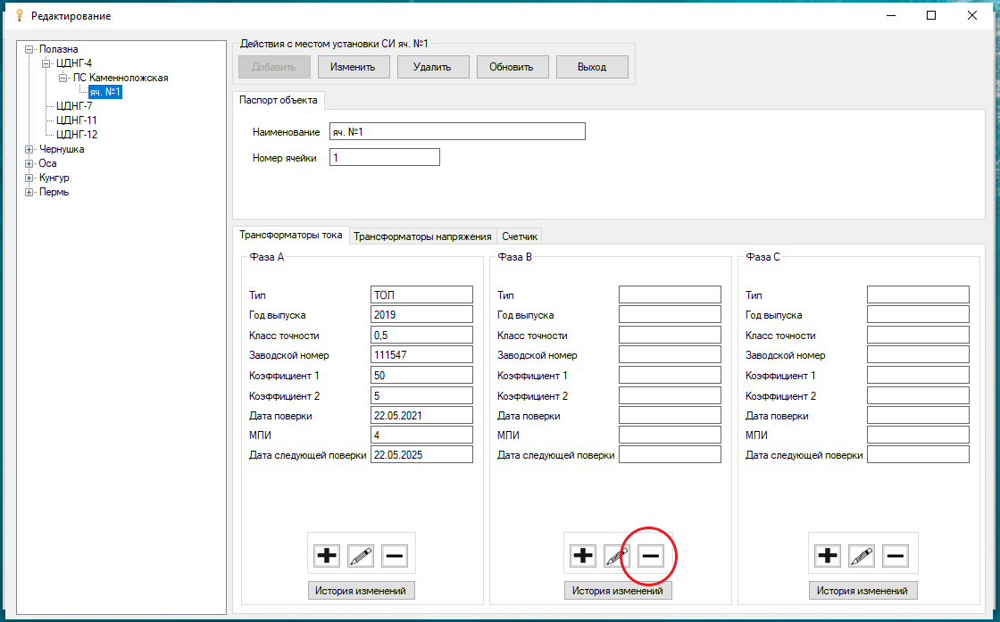 Редактирование
Полазна
ЦДНГ-4
ПС Каменноложская
яч. №1
ЦДНГ-7
ЦДНГ-11
ЦДНГ-12
Чернушка
Оса
Кунгур
Пермь
Действия с местом установки СИ яч. №1
Добавить Изменить Удалить Обновить Выход
Паспорт объекта
Наименование яч. №1
Номер ячейки 1
Трансформаторы тока Трансформаторы напряжения Счетчик
Фаза А
Тип ТОЛ
Год выпуска 2019
Класс точности 0,5
Заводской номер 111547
Коэффициент 1 50
Коэффициент 2 5
Дата поверки 22.05.2021
МПИ 4
Дата следующей поверки 22.05.2025
История изменений
Фаза В
Тип
Год выпуска
Класс точности
Заводской номер
Коэффициент 1
Коэффициент 2
Дата поверки
МПИ
Дата следующей поверки
История изменений
Фаза С
Тип
Год выпуска
Класс точности
Заводской номер
Коэффициент 1
Коэффициент 2
Дата поверки
МПИ
Дата следующей поверки
История изменений